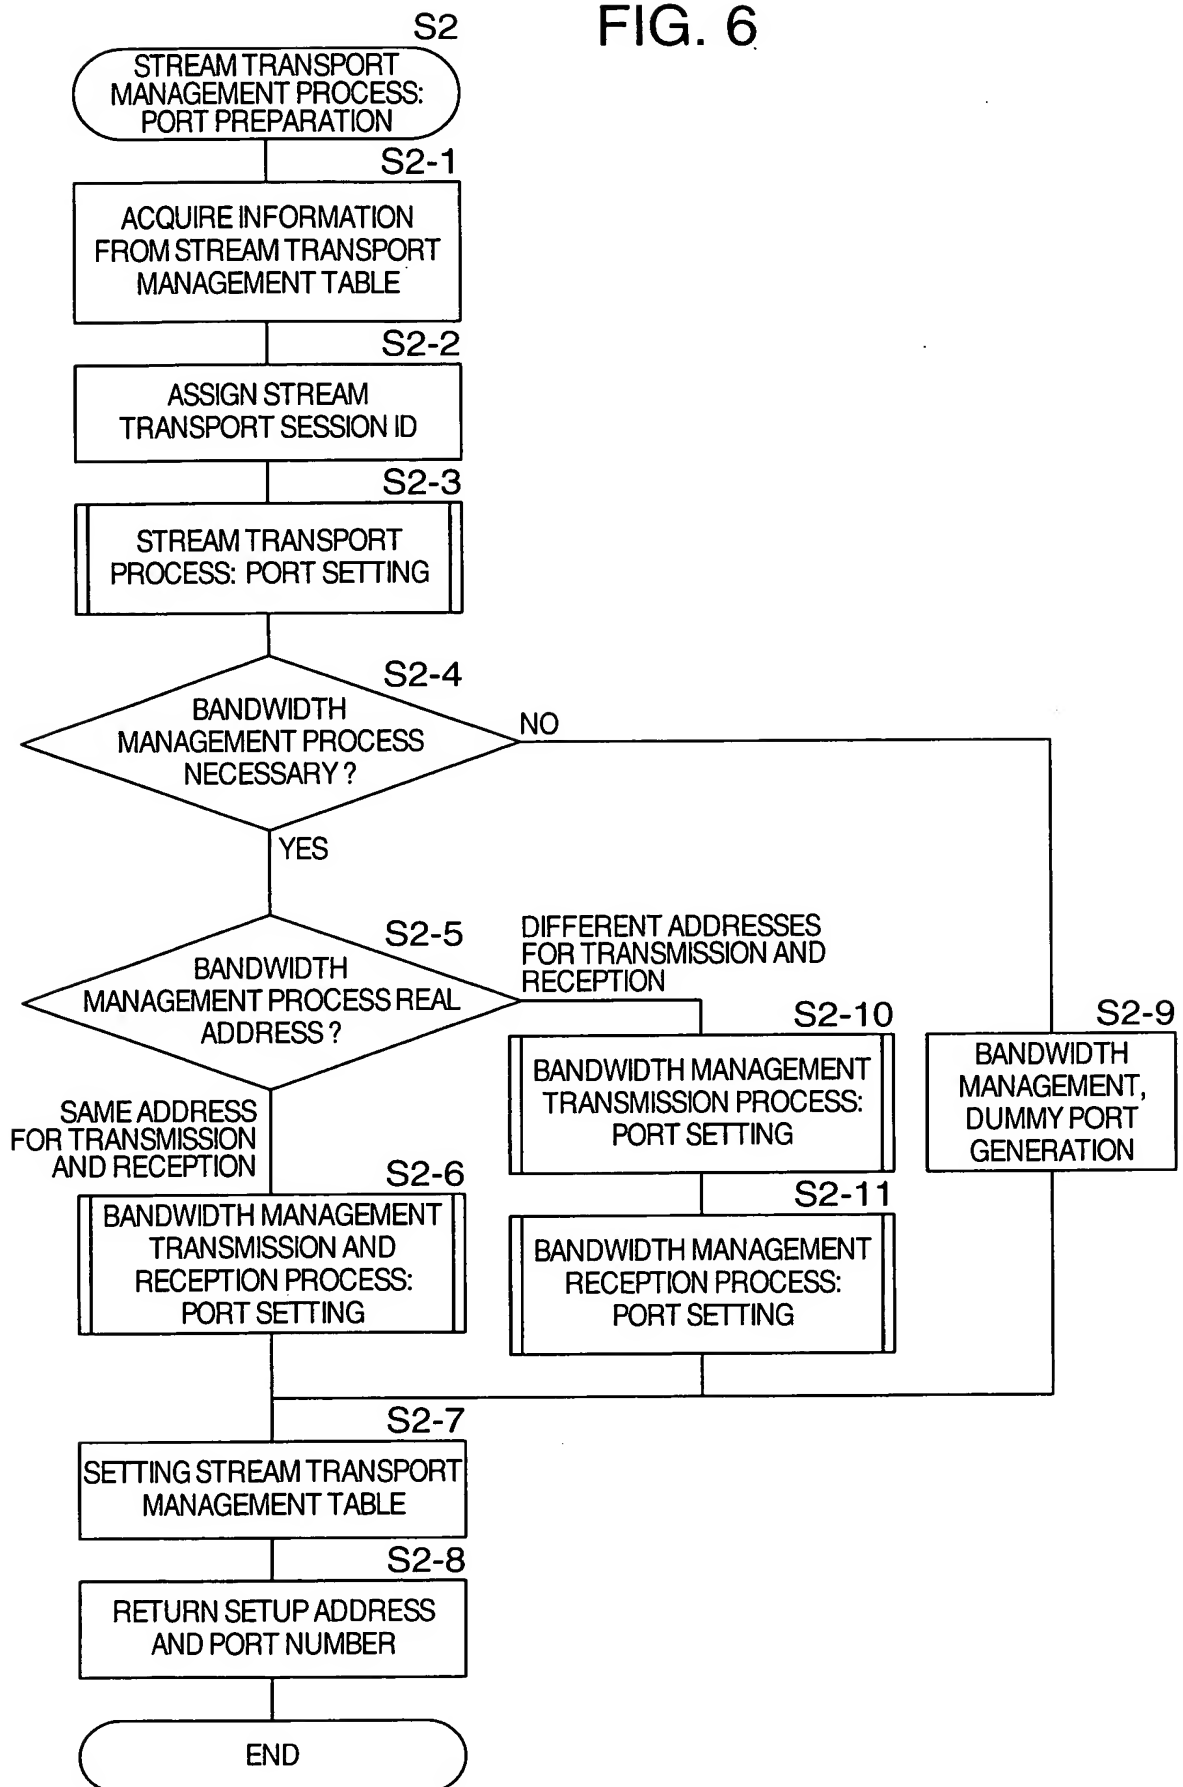 FIG. 6
S2
STREAM TRANSPORT
MANAGEMENT PROCESS:
PORT PREPARATION
S2-1
ACQUIRE INFORMATION
FROM STREAM TRANSPORT
MANAGEMENT TABLE
S2-2
ASSIGN STREAM
TRANSPORT SESSION ID
S2-3
STREAM TRANSPORT
PROCESS: PORT SETTING
S2-4
BANDWIDTH
MANAGEMENT PROCESS
NECESSARY?
NO
YES
S2-5
BANDWIDTH
MANAGEMENT PROCESS REAL
ADDRESS?
DIFFERENT ADDRESSES
FOR TRANSMISSION AND
RECEPTION
SAME ADDRESS
FOR TRANSMISSION
AND RECEPTION
S2-6
BANDWIDTH MANAGEMENT
TRANSMISSION AND
RECEPTION PROCESS:
PORT SETTING
S2-10
BANDWIDTH MANAGEMENT
TRANSMISSION PROCESS:
PORT SETTING
S2-11
BANDWIDTH MANAGEMENT
RECEPTION PROCESS:
PORT SETTING
S2-9
BANDWIDTH
MANAGEMENT,
DUMMY PORT
GENERATION
S2-7
SETTING STREAM TRANSPORT
MANAGEMENT TABLE
S2-8
RETURN SETUP ADDRESS
AND PORT NUMBER
END